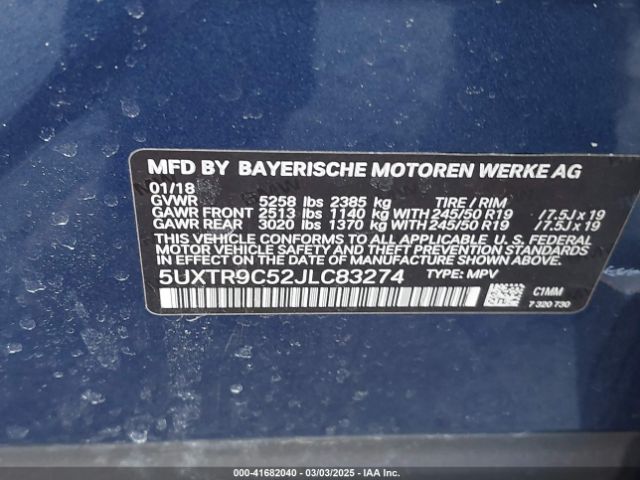 MFD BY BAYERISCHE MOTOREN WERKE AG
01/18
GVWR 5258 lbs 2385 kg TIRE / RIM
GAWR FRONT 2513 lbs 1140 kg WITH 245/50 R19 /7.5J x 19
GAWR REAR 3020 lbs 1370 kg WITH 245/50 R19 /7.5J x 19
THIS VEHICLE CONFORMS TO ALL APPLICABLE U. S. FEDERAL
MOTOR VEHICLE SAFETY, BUMPER, AND THEFT PREVENTION STANDARDS
IN EFFECT ON THE DATE OF MANUFACTURE SHOWN ABOVE.
5UXTR9C52JLC83274 TYPE: MPV
C1MM
7 320 730
000-41682040 - 03/03/2025 - IAA Inc.